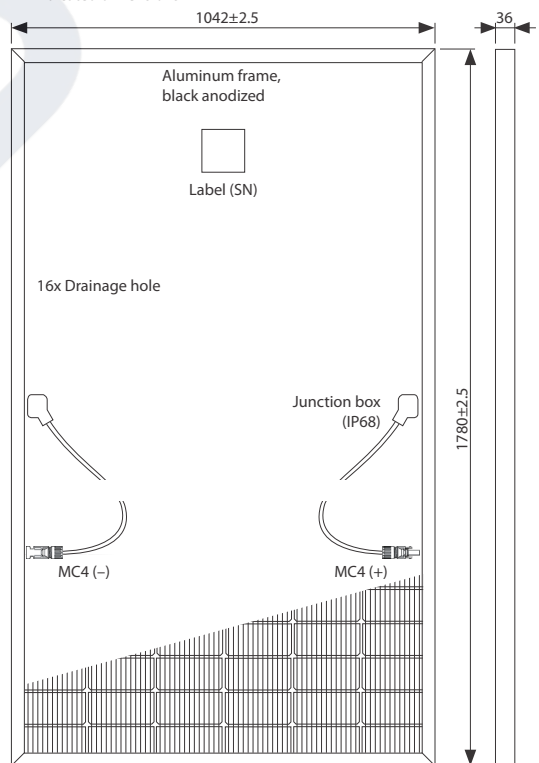 1042±2.5
36
Aluminum frame,
black anodized
Label (SN)
16x Drainage hole
Junction box
(IP68)
1780±2.5
MC4 (–)
MC4 (+)